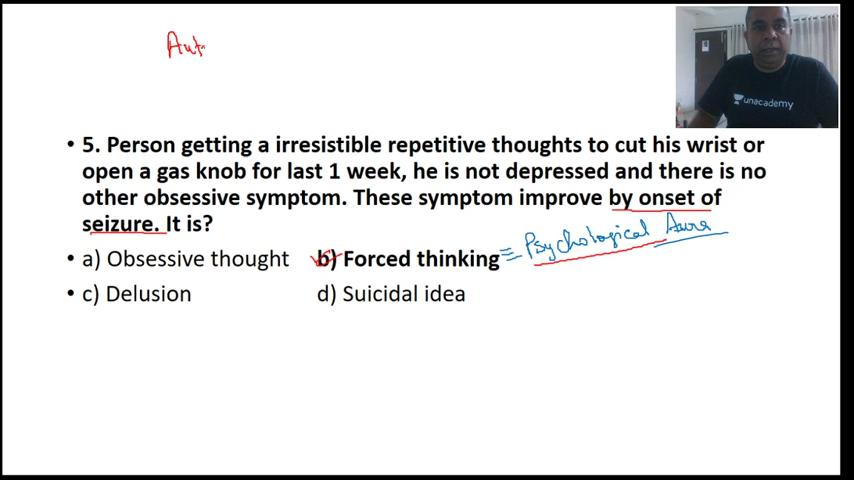 Aut
unacademy
• 5. Person getting a irresistible repetitive thoughts to cut his wrist or
open a gas knob for last 1 week, he is not depressed and there is no
other obsessive symptom. These symptom improve by onset of
seizure. It is?
• a) Obsessive thought b) Forced thinking = Psychological Aura
• c) Delusion d) Suicidal idea